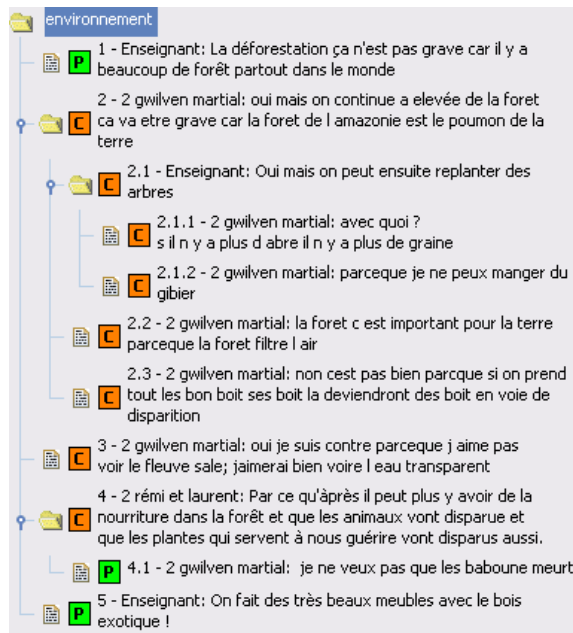 environnement
P 1 - Enseignant: La déforestation ça n'est pas grave car il y a
beaucoup de forêt partout dans le monde
C 2 - 2 gwilven martial: oui mais on continue a elevée de la foret
ca va etre grave car la foret de l amazonie est le poumon de la
terre
C 2.1 - Enseignant: Oui mais on peut ensuite replanter des
arbres
C 2.1.1 - 2 gwilven martial: avec quoi ?
s il n y a plus d abre il n y a plus de graine
C 2.1.2 - 2 gwilven martial: parceque je ne peux manger du
gibier
C 2.2 - 2 gwilven martial: la foret c est important pour la terre
parceque la foret filtre l air
C 2.3 - 2 gwilven martial: non cest pas bien parcque si on prend
tout les bon boit ses boit la deviendront des boit en voie de
disparition
C 3 - 2 gwilven martial: oui je suis contre parceque j aime pas
voir le fleuve sale; jaimerai bien voire l eau transparent
C 4 - 2 rémi et laurent: Par ce qu'àprès il peut plus y avoir de la
nourriture dans la forêt et que les animaux vont disparue et
que les plantes qui servent à nous guérire vont disparus aussi.
P 4.1 - 2 gwilven martial: je ne veux pas que les baboune meurt
P 5 - Enseignant: On fait des très beaux meubles avec le bois
exotique !